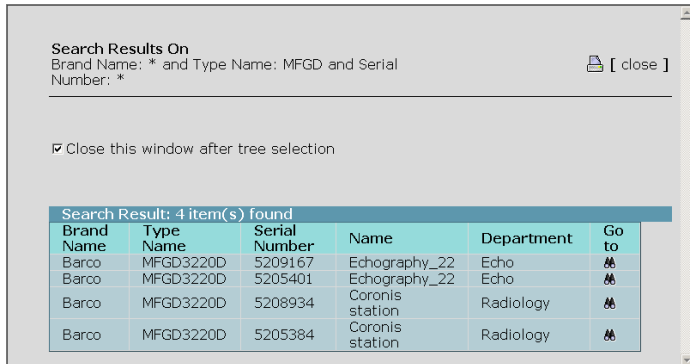 Search Results On
Brand Name: * and Type Name: MFGD and Serial
Number: *
[ close ]
Close this window after tree selection
Search Result: 4 item(s) found
Brand Name Type Name Serial Number Name Department Go to
Barco MFGD3220D 5209167 Echography_22 Echo
Barco MFGD3220D 5205401 Echography_22 Echo
Barco MFGD3220D 5208934 Coronis station Radiology
Barco MFGD3220D 5205384 Coronis station Radiology